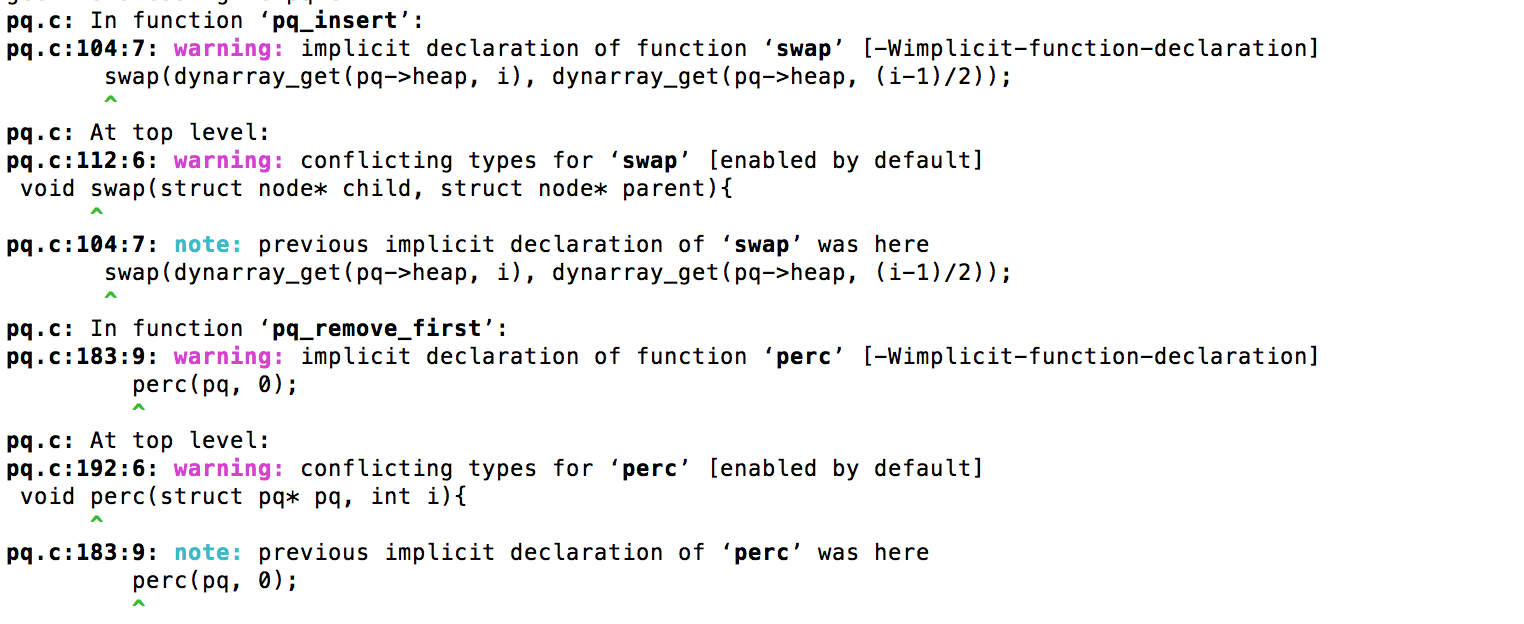 pq.c: In function ‘pq_insert’:
pq.c:104:7: warning: implicit declaration of function ‘swap’ [-Wimplicit-function-declaration]
       swap(dynarray_get(pq->heap, i), dynarray_get(pq->heap, (i-1)/2));
       ^
pq.c: At top level:
pq.c:112:6: warning: conflicting types for ‘swap’ [enabled by default]
 void swap(struct node* child, struct node* parent){
      ^
pq.c:104:7: note: previous implicit declaration of ‘swap’ was here
       swap(dynarray_get(pq->heap, i), dynarray_get(pq->heap, (i-1)/2));
       ^
pq.c: In function ‘pq_remove_first’:
pq.c:183:9: warning: implicit declaration of function ‘perc’ [-Wimplicit-function-declaration]
         perc(pq, 0);
         ^
pq.c: At top level:
pq.c:192:6: warning: conflicting types for ‘perc’ [enabled by default]
 void perc(struct pq* pq, int i){
      ^
pq.c:183:9: note: previous implicit declaration of ‘perc’ was here
         perc(pq, 0);
         ^